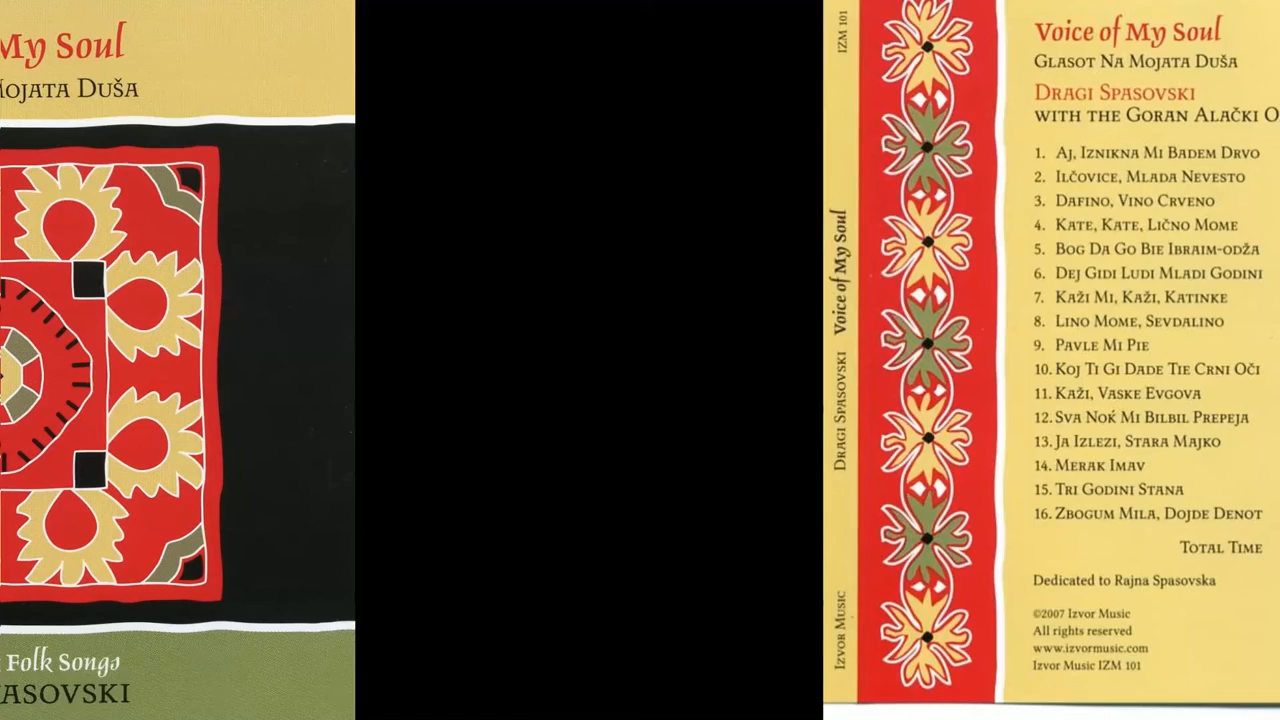 My Soul
Mojata Duša
Folk Songs
IZM 101
Voice of My Soul
Dragi Spasovski
Izvor Music
Voice of My Soul
Glasot Na Mojata Duša
Dragi Spasovski
with the Goran Alački
1. Aj, Iznikna Mi Badem Drvo
2. Ilčovice, Mlada Nevesto
3. Dafino, Vino Crveno
4. Kate, Kate, Lično Mome
5. Bog Da Go Bie Ibraim-odža
6. Dej Gidi Ludi Mladi Godini
7. Kaži Mi, Kaži, Katinke
8. Lino Mome, Sevdalino
9. Pavle Mi Pie
10. Koj Ti Gi Dade Tie Crni Oči
11. Kaži, Vaske Evgova
12. Sva Noḱ Mi Bilbil Prepeja
13. Ja Izlezi, Stara Majko
14. Merak Imav
15. Tri Godini Stana
16. Zbogum Mila, Dojde Denot
Total Time
Dedicated to Rajna Spasovska
©2007 Izvor Music
All rights reserved
www.izvormusic.com
Izvor Music IZM 101